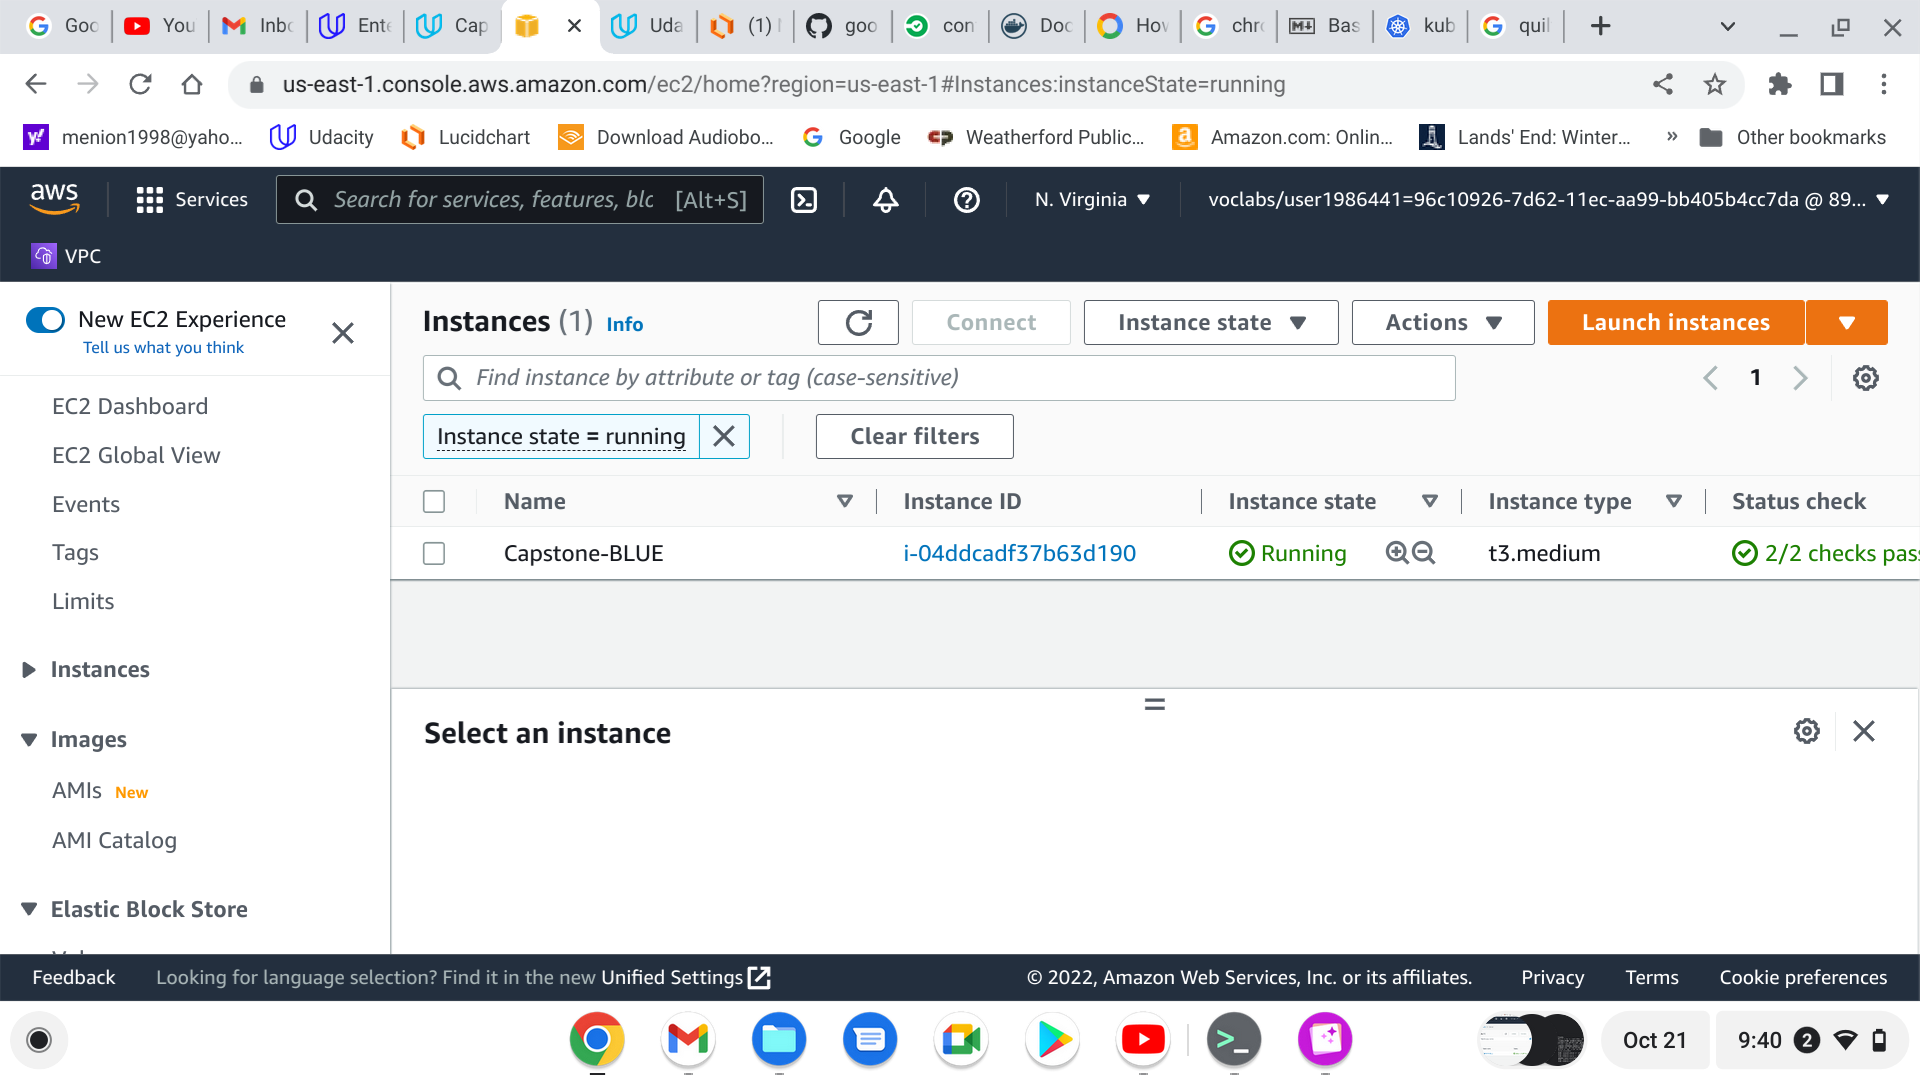 Goo
You
Inbo
Ente
Cap
Uda
(1)
goo
con
Doc
How
chro
Bas
kub
quil
us-east-1.console.aws.amazon.com/ec2/home?region=us-east-1#Instances:instanceState=running
menion1998@yaho... Udacity Lucidchart Download Audiobo... Google Weatherford Public... Amazon.com: Onlin... Lands' End: Winter... » Other bookmarks
aws Services Search for services, features, blc [Alt+S] N. Virginia voclabs/user1986441=96c10926-7d62-11ec-aa99-bb405b4cc7da @ 89...
VPC
New EC2 Experience
Tell us what you think
EC2 Dashboard
EC2 Global View
Events
Tags
Limits
Instances
Images
AMIs New
AMI Catalog
Elastic Block Store
Instances (1) Info Connect Instance state Actions Launch instances
Find instance by attribute or tag (case-sensitive) 1
Instance state = running Clear filters
Name Instance ID Instance state Instance type Status check
Capstone-BLUE i-04ddcadf37b63d190 Running t3.medium 2/2 checks pas
Select an instance
Feedback Looking for language selection? Find it in the new Unified Settings © 2022, Amazon Web Services, Inc. or its affiliates. Privacy Terms Cookie preferences
Oct 21 9:40 2